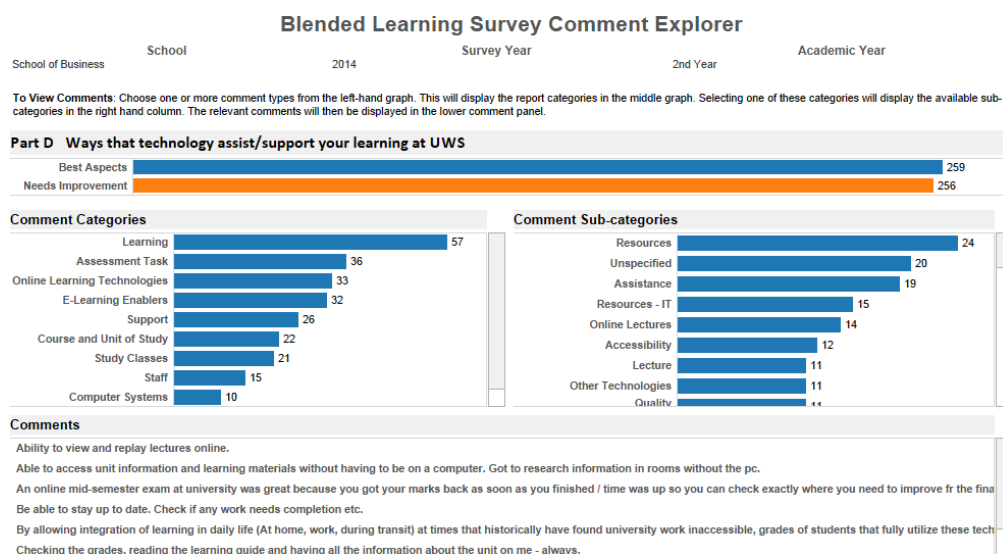 Blended Learning Survey Comment Explorer
School Survey Year Academic Year
School of Business 2014 2nd Year
To View Comments: Choose one or more comment types from the left-hand graph. This will display the report categories in the middle graph. Selecting one of these categories will display the available sub-
categories in the right hand column. The relevant comments will then be displayed in the lower comment panel.
Part D Ways that technology assist/support your learning at UWS
Best Aspects 259
Needs Improvement 256
Comment Categories
Learning 57
Assessment Task 36
Online Learning Technologies 33
E-Learning Enablers 32
Support 26
Course and Unit of Study 22
Study Classes 21
Staff 15
Computer Systems 10
Comment Sub-categories
Resources 24
Unspecified 20
Assistance 19
Resources - IT 15
Online Lectures 14
Accessibility 12
Lecture 11
Other Technologies 11
Quality 11
Comments
Ability to view and replay lectures online.
Able to access unit information and learning materials without having to be on a computer. Got to research information in rooms without the pc.
An online mid-semester exam at university was great because you got your marks back as soon as you finished / time was up so you can check exactly where you need to improve fr the fina
Be able to stay up to date. Check if any work needs completion etc.
By allowing integration of learning in daily life (At home, work, during transit) at times that historically have found university work inaccessible, grades of students that fully utilize these tech
Checking the grades, reading the learning guide and having all the information about the unit on me - always.